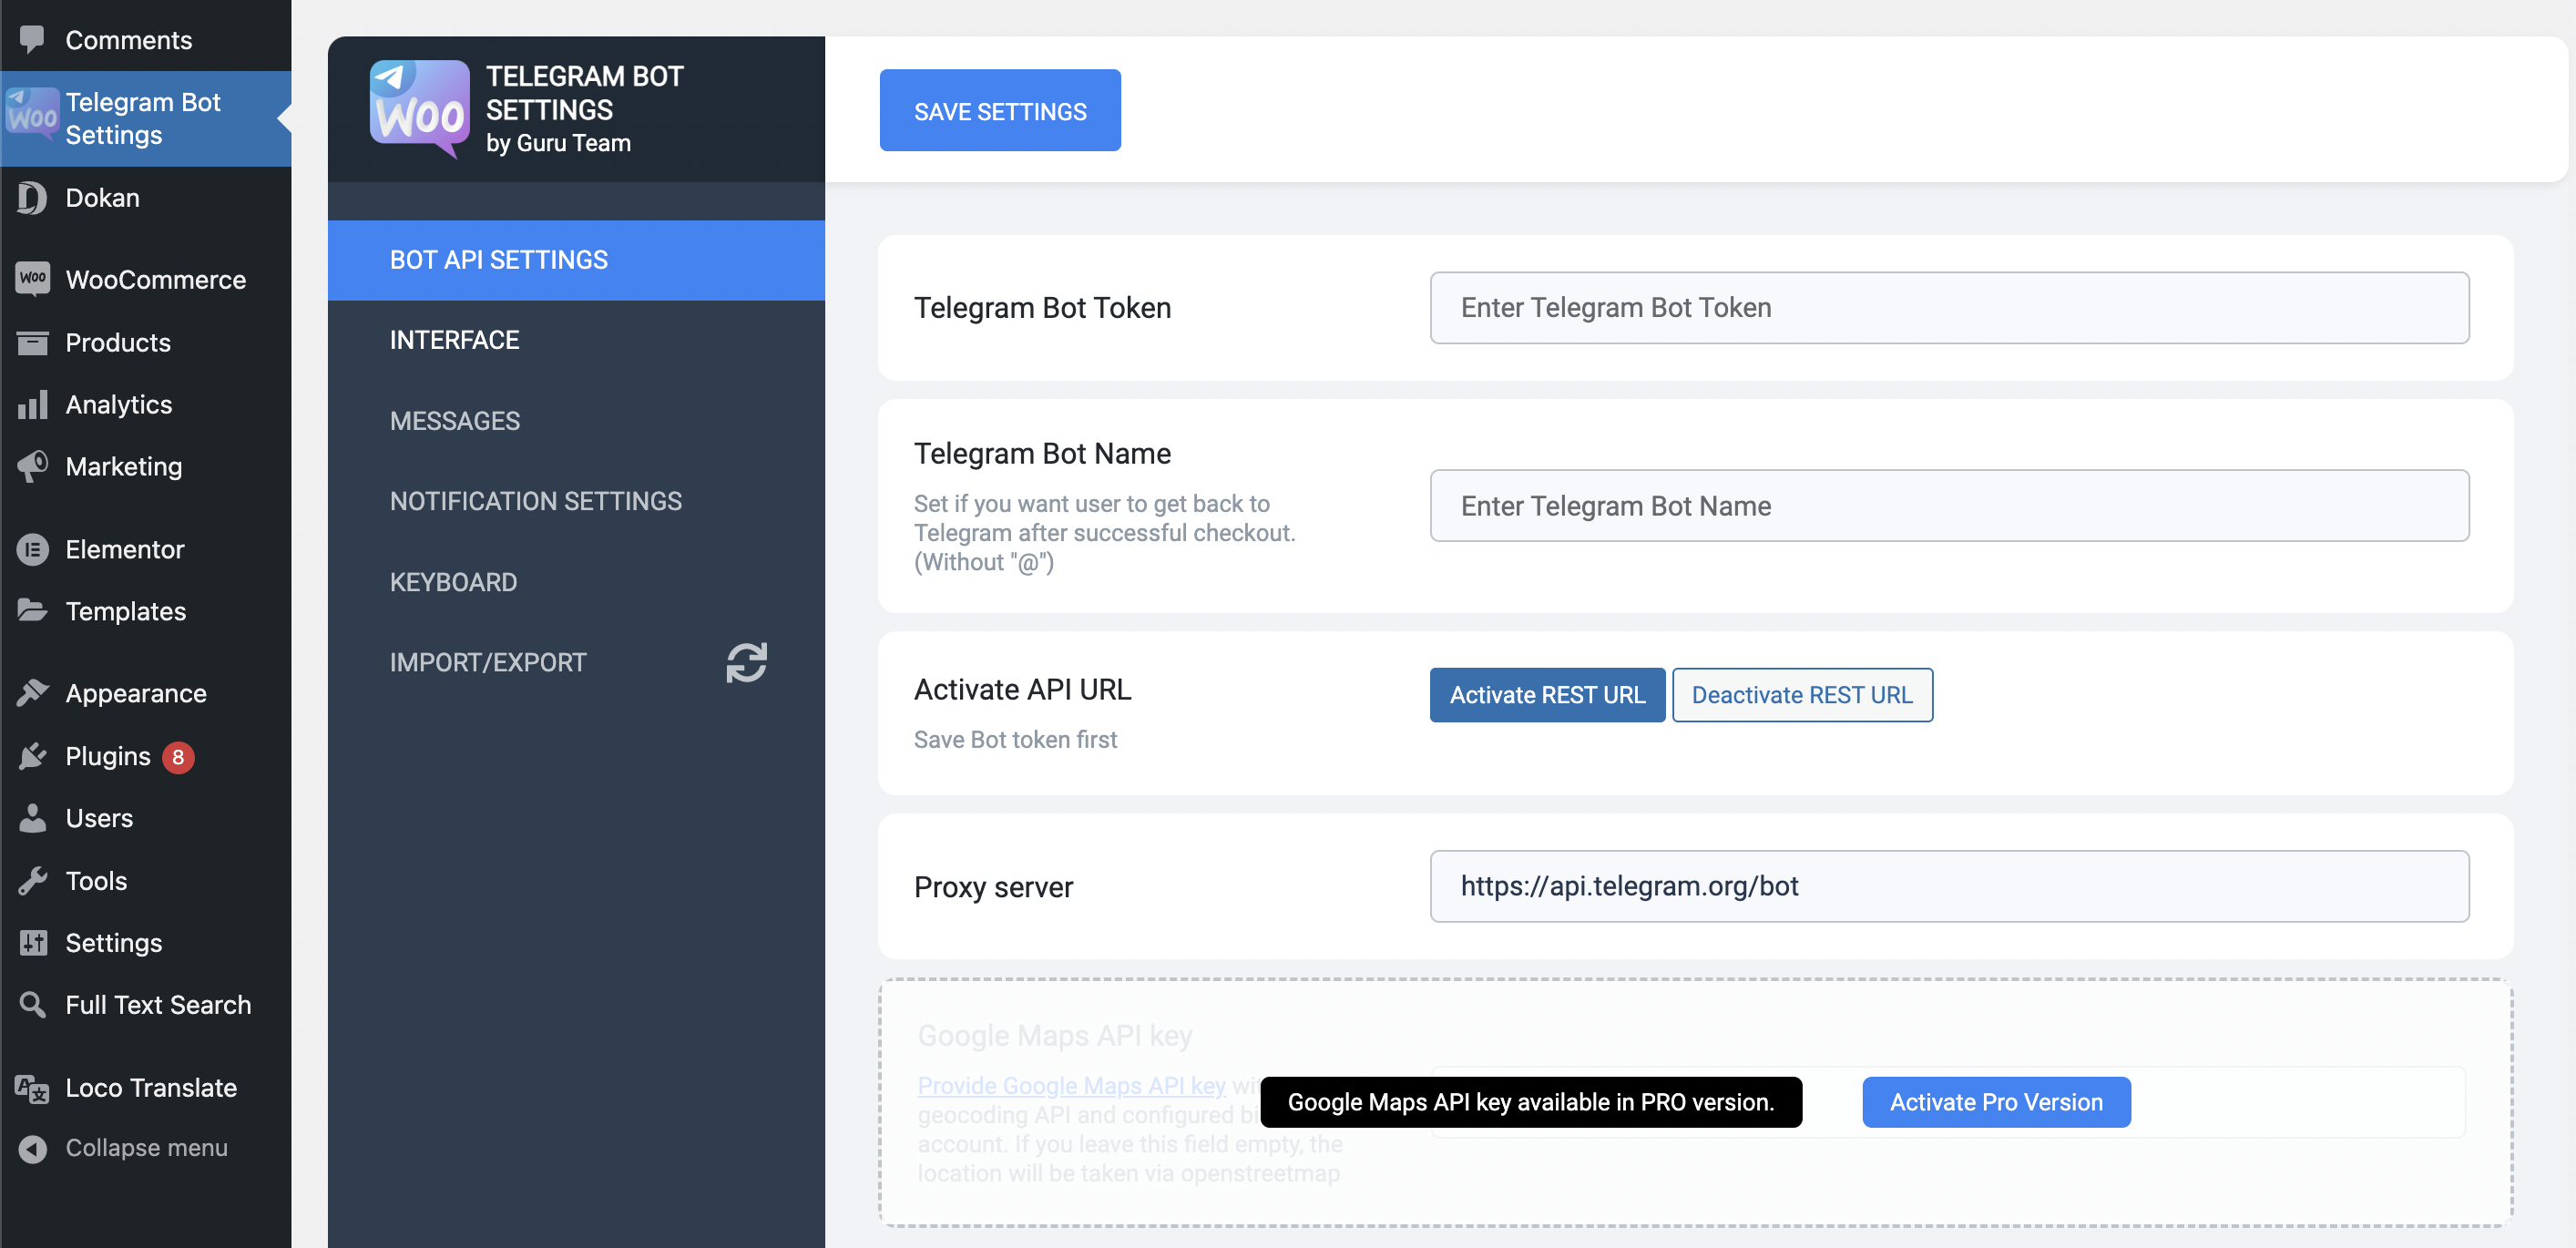 Comments
Telegram Bot
Settings
Dokan
WooCommerce
Products
Analytics
Marketing
Elementor
Templates
Appearance
Plugins 8
Users
Tools
Settings
Full Text Search
Loco Translate
Collapse menu
Woo
TELEGRAM BOT
SETTINGS
by Guru Team
BOT API SETTINGS
INTERFACE
MESSAGES
NOTIFICATION SETTINGS
KEYBOARD
IMPORT/EXPORT
SAVE SETTINGS
Telegram Bot Token
Enter Telegram Bot Token
Telegram Bot Name
Set if you want user to get back to
Telegram after successful checkout.
(Without "@")
Enter Telegram Bot Name
Activate API URL
Save Bot token first
Activate REST URL
Deactivate REST URL
Proxy server
https://api.telegram.org/bot
Google Maps API key
Provide Google Maps API key
geocoding API and configured
account. If you leave this field empty, the
location will be taken via openstreetmap
Google Maps API key available in PRO version.
Activate Pro Version